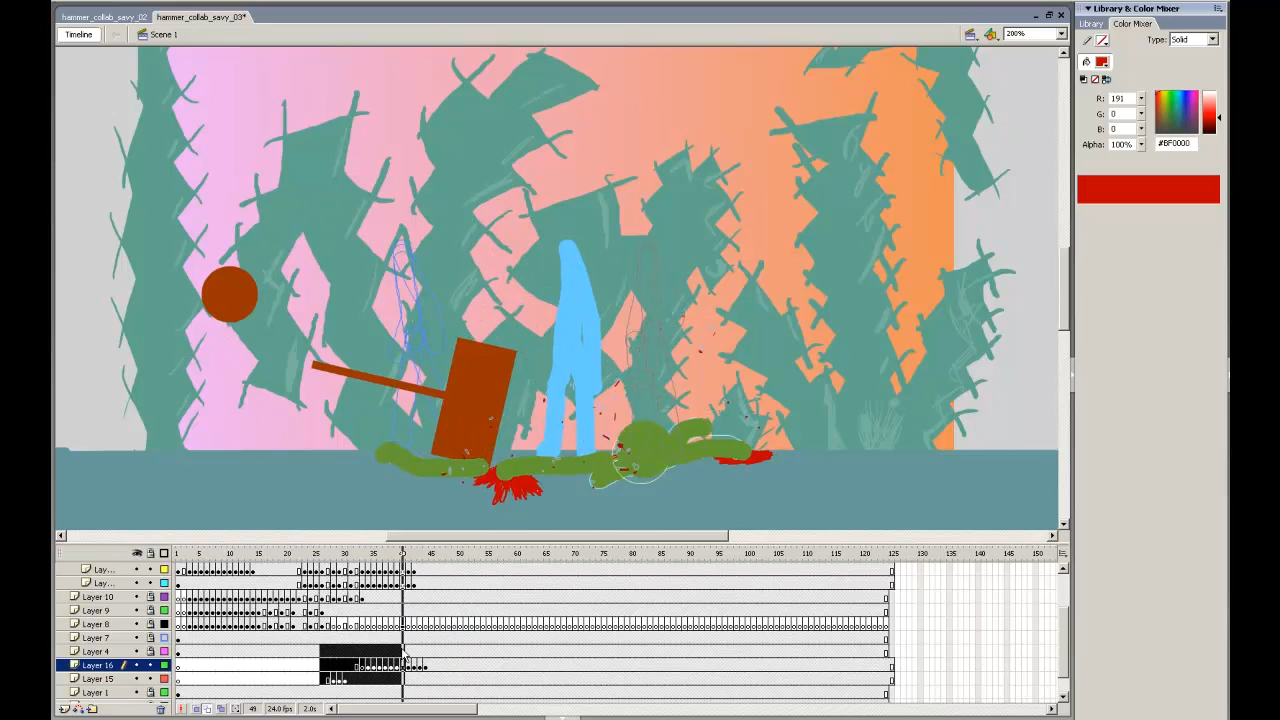 hammer_collab_savy_02 hammer_collab_savy_03*
Library & Color Mixer
Library Color Mixer
Timeline Scene 1 200%
Type: Solid
R: 191
G: 0
B: 0
Alpha: 100% #BF0000
1 5 10 15 20 25 30 35 45 50 55 60 65 70 75 80 85 90 95 100 105 110 115 120 125 130 135 140 145 150
Lay...
Lay...
Layer 10
Layer 9
Layer 8
Layer 7
Layer 4
Layer 16
Layer 15
Layer 1
49 24.0 fps 2.0s